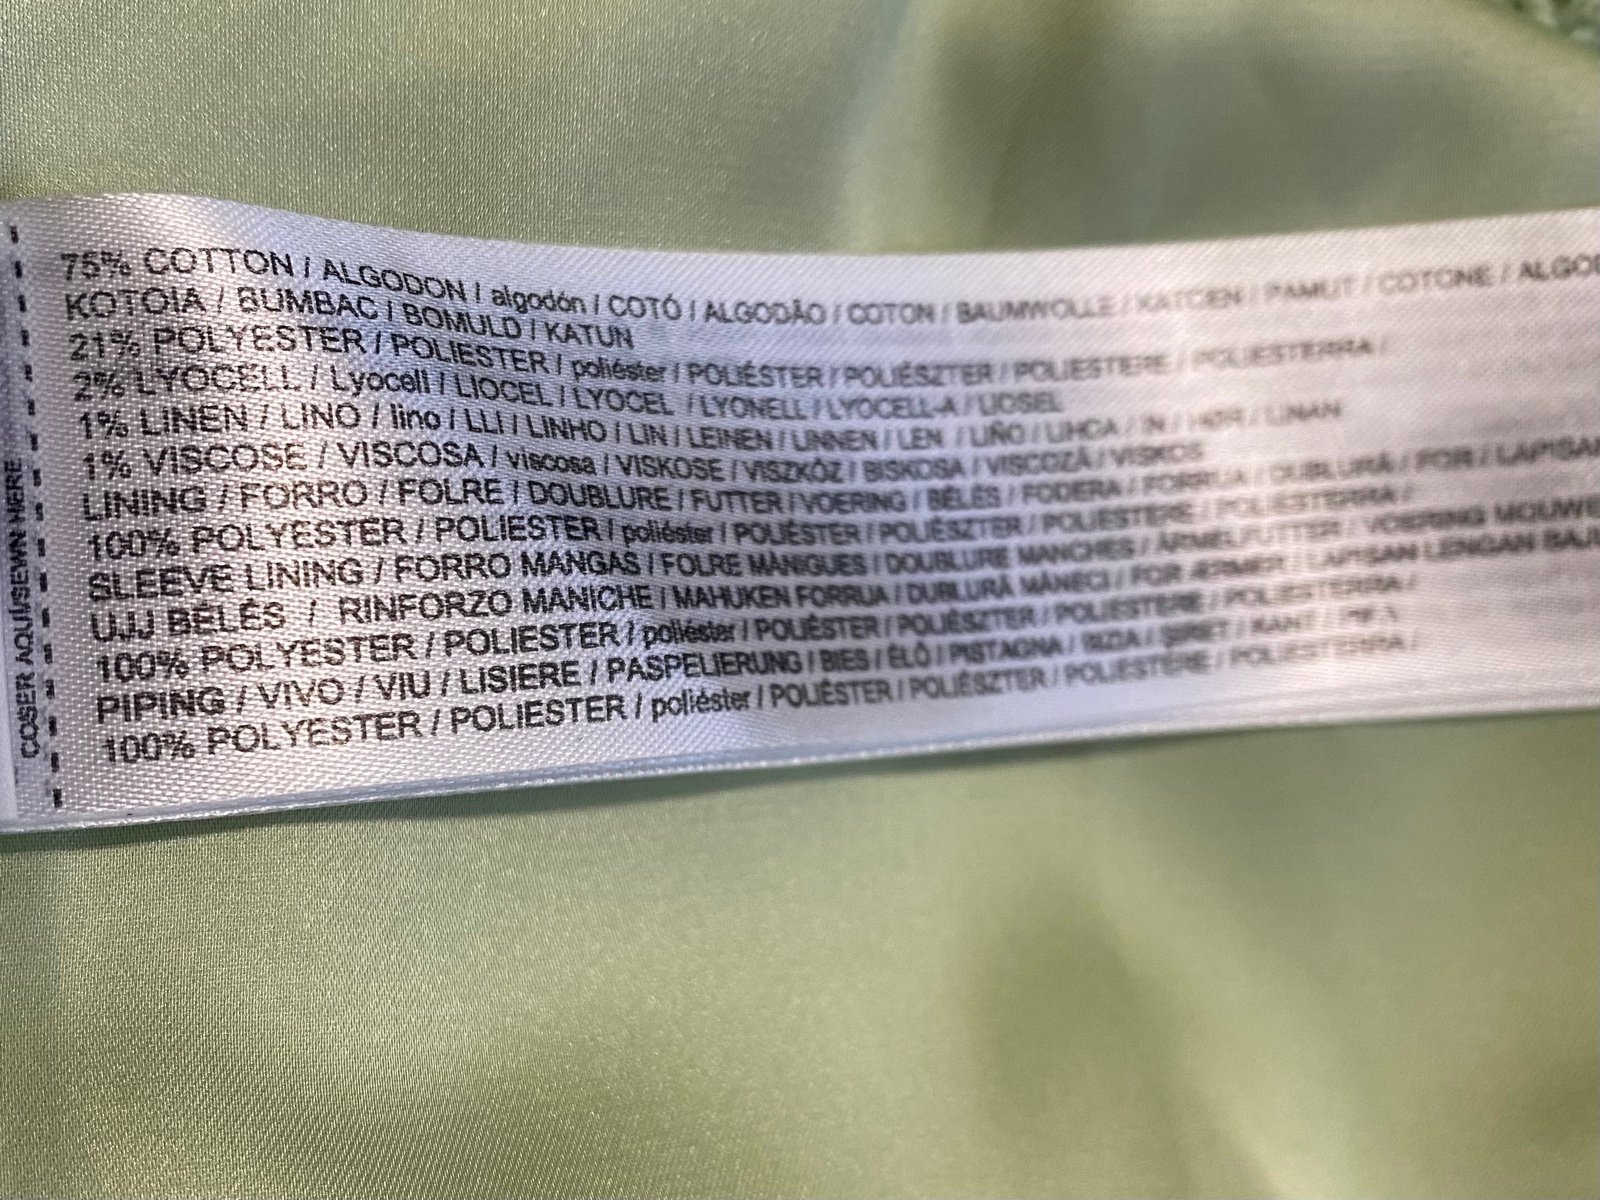 75% COTTON / ALGODON / algodón / COTÓ / ALGODÃO / COTON / BAUMWOLLE / KATOEN / PAMUT / COTONE /
KOTOIA / BUMBAC / BOMULD / KATUN
21% POLYESTER / POLIESTER / poliéster / POLIÉSTER / POLIÉSZTER / POLIESTERE / POLIESTERRA /
2% LYOCELL / Lyocell / LIOCEL / LYOCEL / LYONELL / LYOCELL-A / LIOSEL
1% LINEN / LINO / lino / LLI / LINHO / LIN / LEINEN / LINNEN / LEN / LIÑO / LIHOA / IN / HØR / LINAN
1% VISCOSE / VISCOSA / viscosa / VISKOSE / VISZKÓZ / BISKOSA / VISCOZĂ / VISKOS
LINING / FORRO / FOLRE / DOUBLURE / FUTTER / VOERING / BÉLÉS / FODERA / FORRUA / DUBLURĂ / FOR /
100% POLYESTER / POLIESTER / poliéster / POLIÉSTER / POLIÉSZTER / POLIESTERE / POLIESTERRA /
SLEEVE LINING / FORRO MANGAS / FOLRE MÀNIGUES / DOUBLURE MANCHES / ÄRMELFUTTER / VOERING
UJJ BÉLÉS / RINFORZO MANICHE / MAHUKEN FORRUA / DUBLURĂ MÂNECI / FOR ÆRMER / LAPISAN LENGAN
100% POLYESTER / POLIESTER / poliéster / POLIÉSTER / POLIÉSZTER / POLIESTERE / POLIESTERRA /
PIPING / VIVO / VIU / LISIERE / PASPELIERUNG / BIES / ÉLŐ / PISTAGNA / BIZIA / ŞIRET / KANT /
100% POLYESTER / POLIESTER / poliéster / POLIÉSTER / POLIÉSZTER / POLIESTERE / POLIESTERRA /
COSER AQUÍ/SEWN HERE